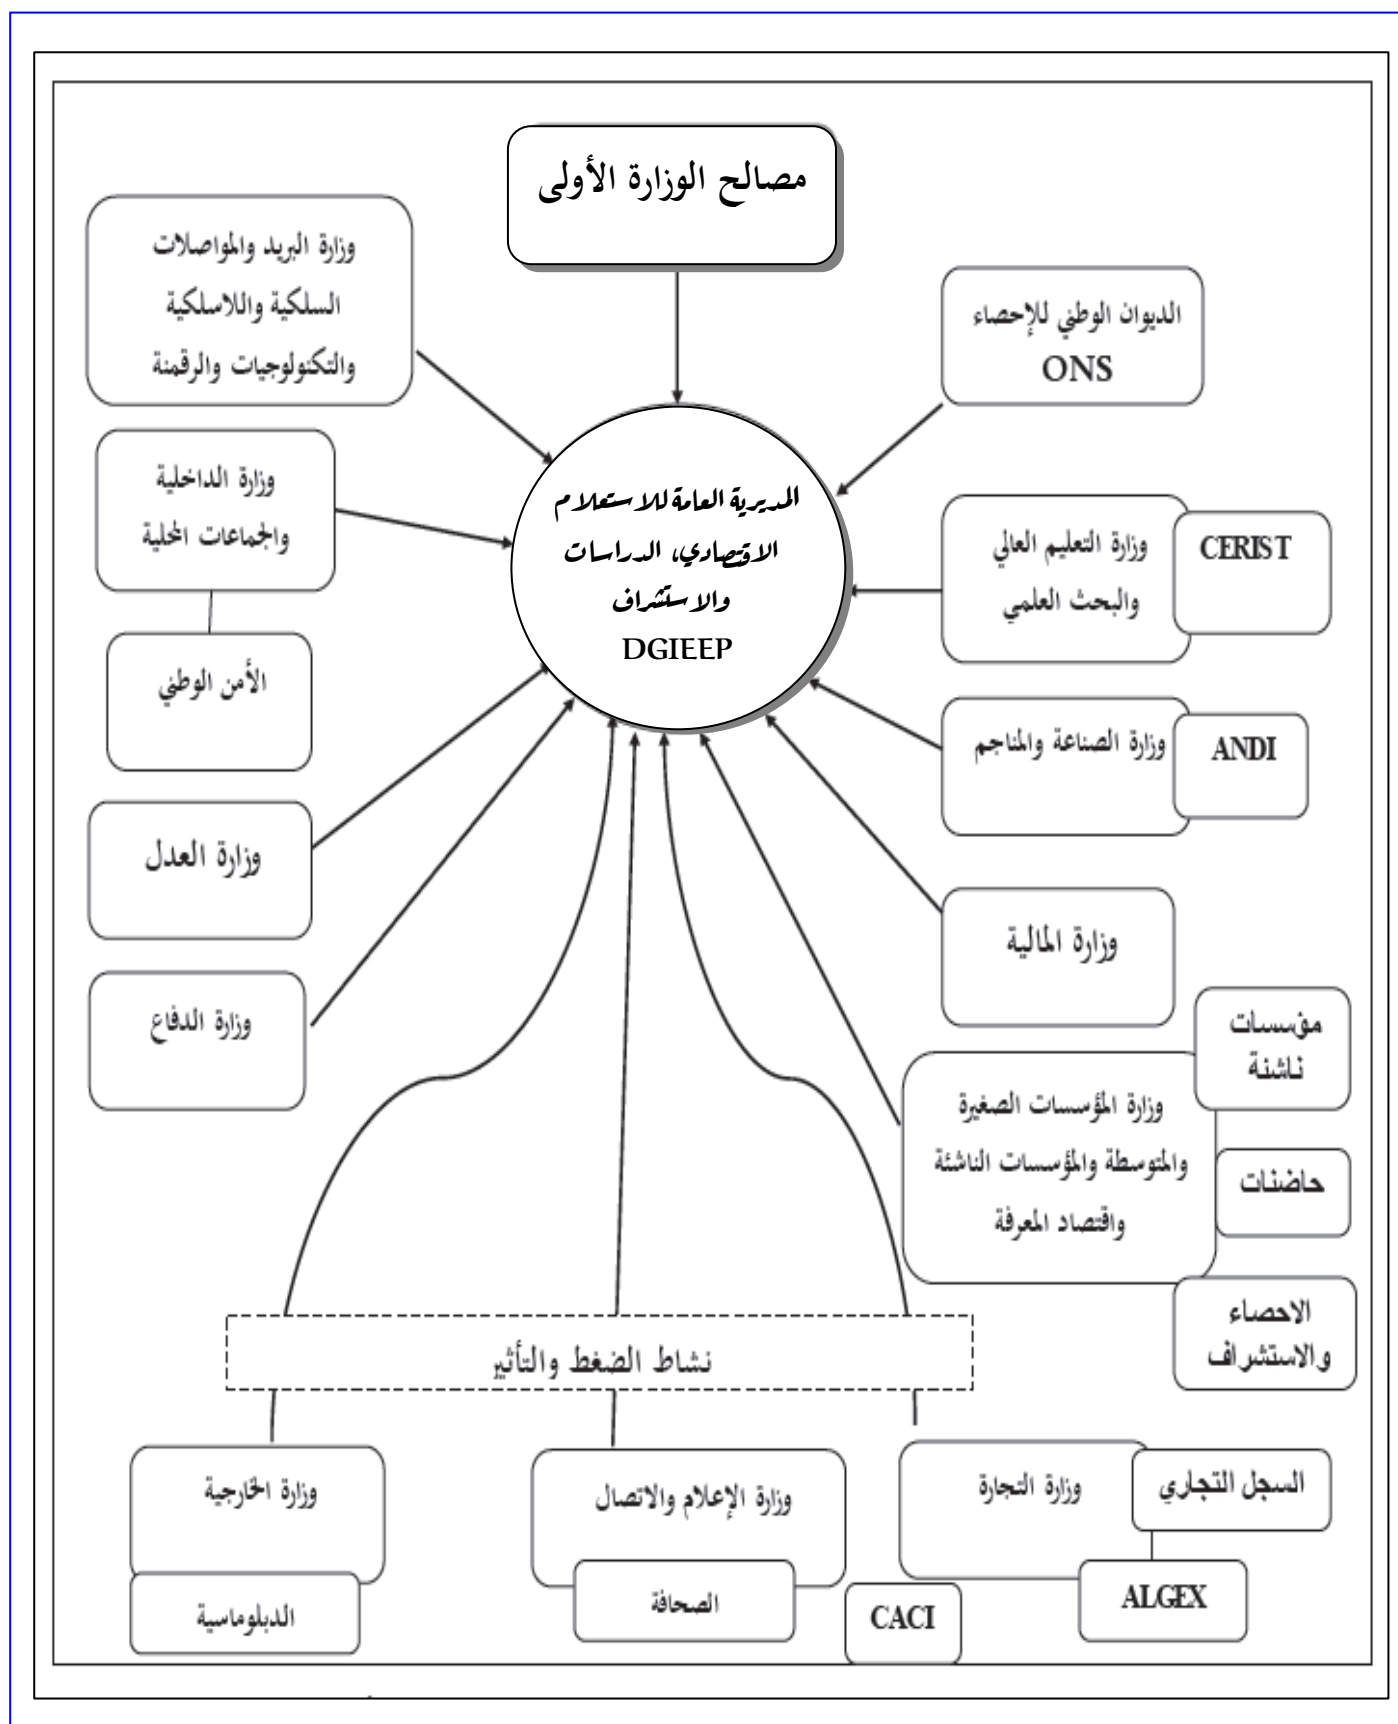 مصالح الوزارة الأولى
وزارة البريد والمواصلات
السلكية واللاسلكية
والتكنولوجيات والرقمنة
الديوان الوطني للإحصاء
ONS
وزارة الداخلية
والجماعات المحلية
المديرية العامة للاستعلام
الاقتصادي، الدراسات
والاستشراف
DGIEEP
وزارة التعليم العالي
والبحث العلمي
CERIST
الأمن الوطني
وزارة الصناعة والمناجم
ANDI
وزارة العدل
وزارة المالية
وزارة الدفاع
مؤسسات
ناشئة
وزارة المؤسسات الصغيرة
والمتوسطة والمؤسسات الناشئة
واقتصاد المعرفة
حاضنات
الاحصاء
والاستشراف
نشاط الضغط والتأثير
وزارة الخارجية
الدبلوماسية
وزارة الإعلام والاتصال
الصحافة
وزارة التجارة
السجل التجاري
ALGEX
CACI